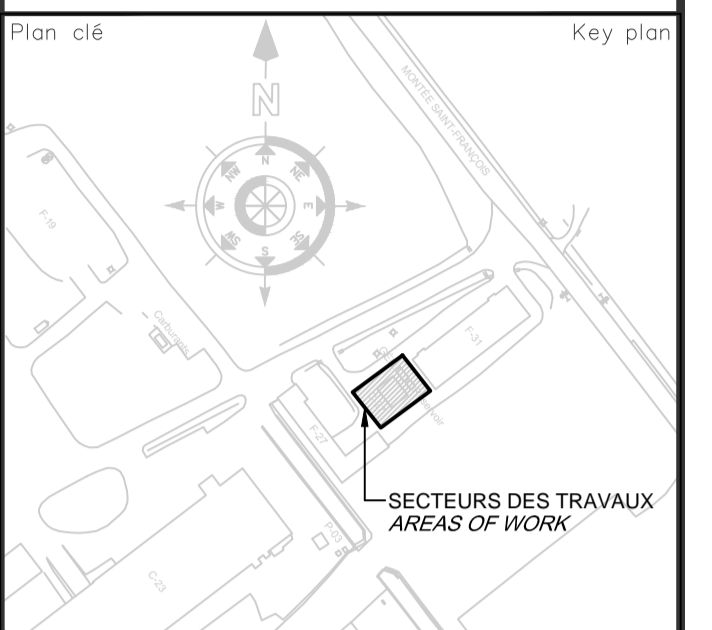 Plan clé
Key plan
MONTÉE SAINT-FRANÇOIS
N
N
NE
E
SE
S
SW
W
NW
F-19
Carburants
F-31
F-27
SECTEURS DES TRAVAUX
AREAS OF WORK
P-03
C-23